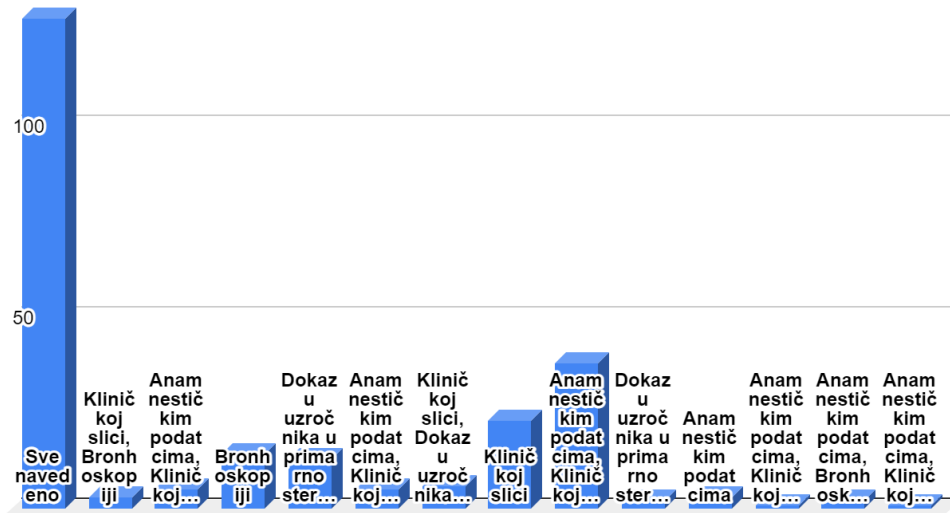 100
50
Sve
naved
eno
Klinič
koj
slici,
Bronh
oskop
iji
Anam
nestič
kim
podat
cima,
Klinič
koj…
Bronh
oskop
iji
Dokaz
u
uzroč
nika u
prima
rno
ster…
Anam
nestič
kim
podat
cima,
Klinič
koj…
Klinič
koj
slici,
Dokaz
u
uzroč
nika…
Klinič
koj
slici
Anam
nestič
kim
podat
cima,
Klinič
koj…
Dokaz
u
uzroč
nika u
prima
rno
ster…
Anam
nestič
kim
podat
cima
Anam
nestič
kim
podat
cima,
Klinič
koj…
Anam
nestič
kim
podat
cima,
Bronh
osk…
Anam
nestič
kim
podat
cima,
Klinič
koj…